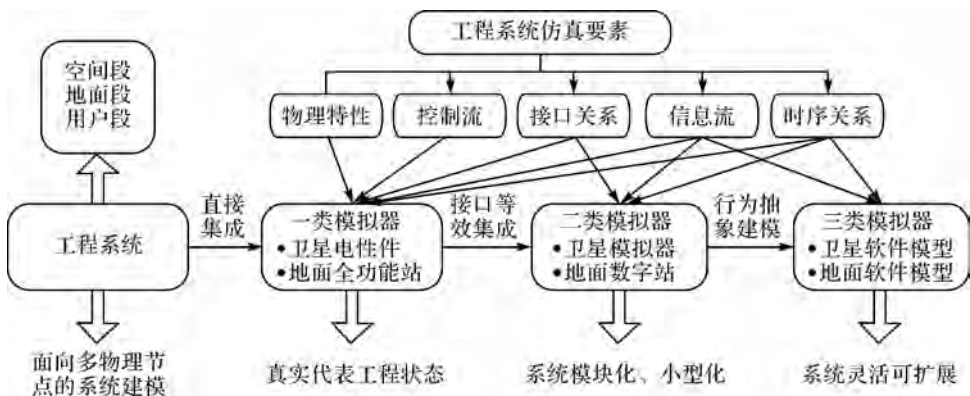 工程系统仿真要素
空间段
地面段
用户段
物理特性
控制流
接口关系
信息流
时序关系
工程系统
直接
集成
一类模拟器
•卫星电性件
•地面全功能站
接口等
效集成
二类模拟器
•卫星模拟器
•地面数字站
行为抽
象建模
三类模拟器
•卫星软件模型
•地面软件模型
面向多物理节
点的系统建模
真实代表工程状态
系统模块化、小型化
系统灵活可扩展